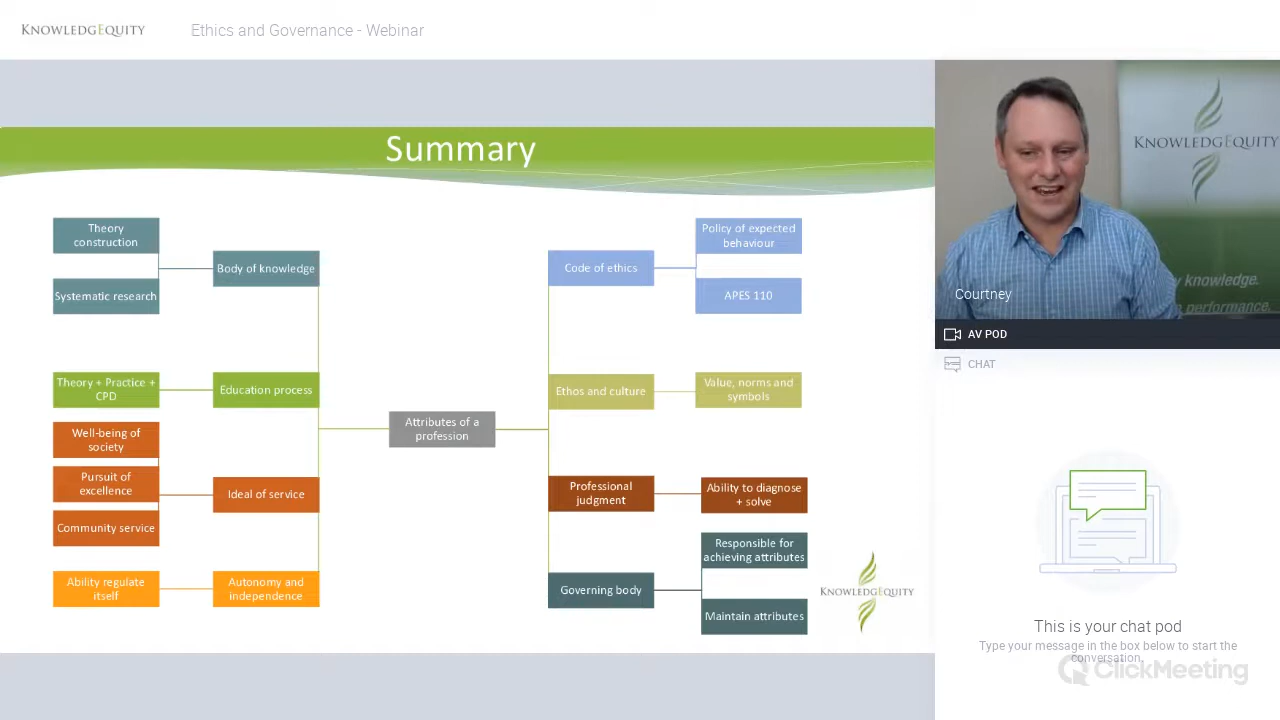 KNOWLEDGEQUITY
Ethics and Governance - Webinar
Summary
Theory
construction
Systematic research
Body of knowledge
Theory + Practice +
CPD
Education process
Well-being of
society
Pursuit of
excellence
Community service
Ideal of service
Ability regulate
itself
Autonomy and
independence
Attributes of a
profession
Code of ethics
Policy of expected
behaviour
APES 110
Ethos and culture
Value, norms and
symbols
Professional
judgment
Ability to diagnose
+ solve
Governing body
Responsible for
achieving attributes
Maintain attributes
KNOWLEDGEQUITY
KNOWLEDGEQUITY
knowledge.
performance.
Courtney
AV POD
CHAT
This is your chat pod
Type your message in the box below to start the
conversation.
ClickMeeting